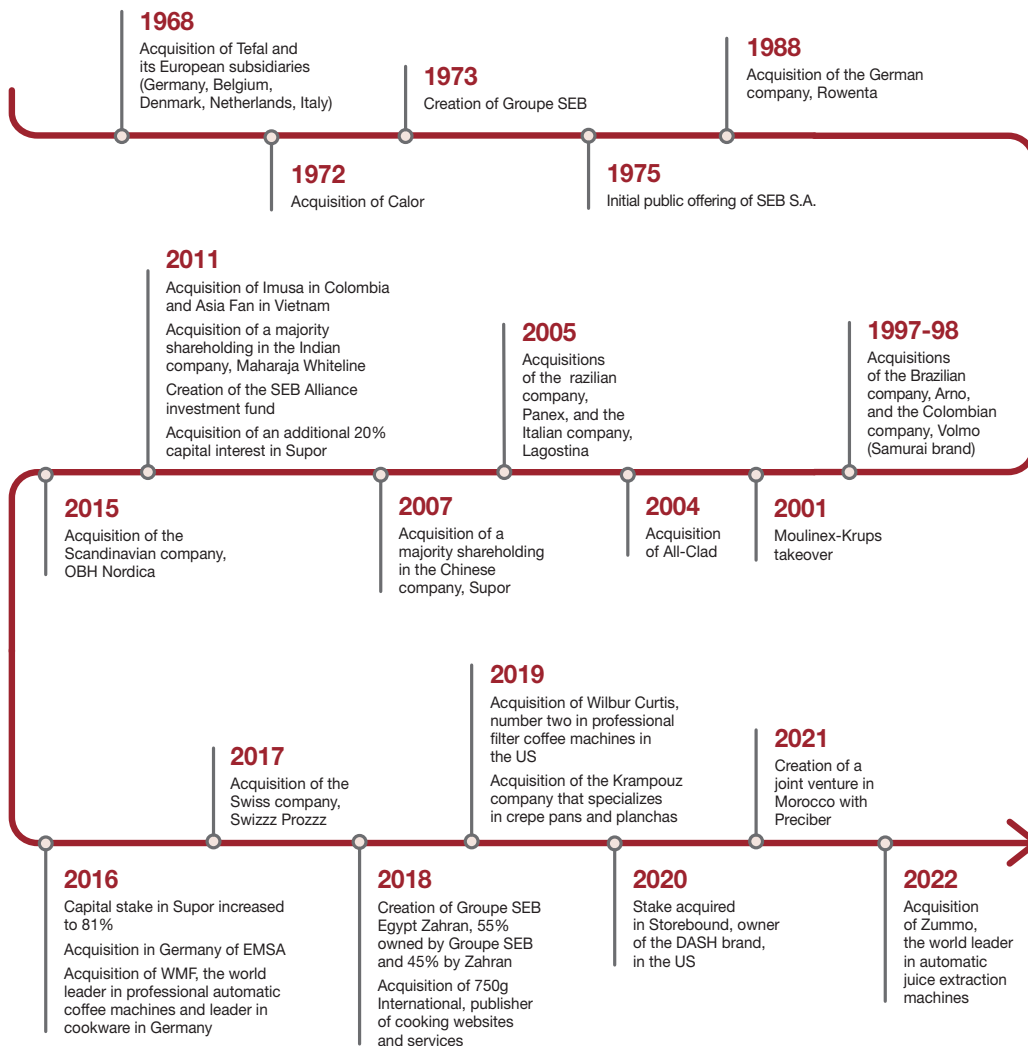 1968
Acquisition of Tefal and
its European subsidiaries
(Germany, Belgium,
Denmark, Netherlands, Italy)
1972
Acquisition of Calor
1973
Creation of Groupe SEB
1975
Initial public offering of SEB S.A.
1988
Acquisition of the German
company, Rowenta
1997-98
Acquisitions
of the Brazilian
company, Arno,
and the Colombian
company, Volmo
(Samurai brand)
2001
Moulinex-Krups
takeover
2004
Acquisition
of All-Clad
2005
Acquisitions
of the razilian
company,
Panex, and the
Italian company,
Lagostina
2007
Acquisition of a
majority shareholding
in the Chinese
company, Supor
2011
Acquisition of Imusa in Colombia
and Asia Fan in Vietnam
Acquisition of a majority
shareholding in the Indian
company, Maharaja Whiteline
Creation of the SEB Alliance
investment fund
Acquisition of an additional 20%
capital interest in Supor
2015
Acquisition of the
Scandinavian company,
OBH Nordica
2016
Capital stake in Supor increased
to 81%
Acquisition in Germany of EMSA
Acquisition of WMF, the world
leader in professional automatic
coffee machines and leader in
cookware in Germany
2017
Acquisition of the
Swiss company,
Swizzz Prozzz
2018
Creation of Groupe SEB
Egypt Zahran, 55%
owned by Groupe SEB
and 45% by Zahran
Acquisition of 750g
International, publisher
of cooking websites
and services
2019
Acquisition of Wilbur Curtis,
number two in professional
filter coffee machines in
the US
Acquisition of the Krampouz
company that specializes
in crepe pans and planchas
2020
Stake acquired
in Storebound, owner
of the DASH brand,
in the US
2021
Creation of a
joint venture in
Morocco with
Preciber
2022
Acquisition
of Zummo,
the world leader
in automatic
juice extraction
machines